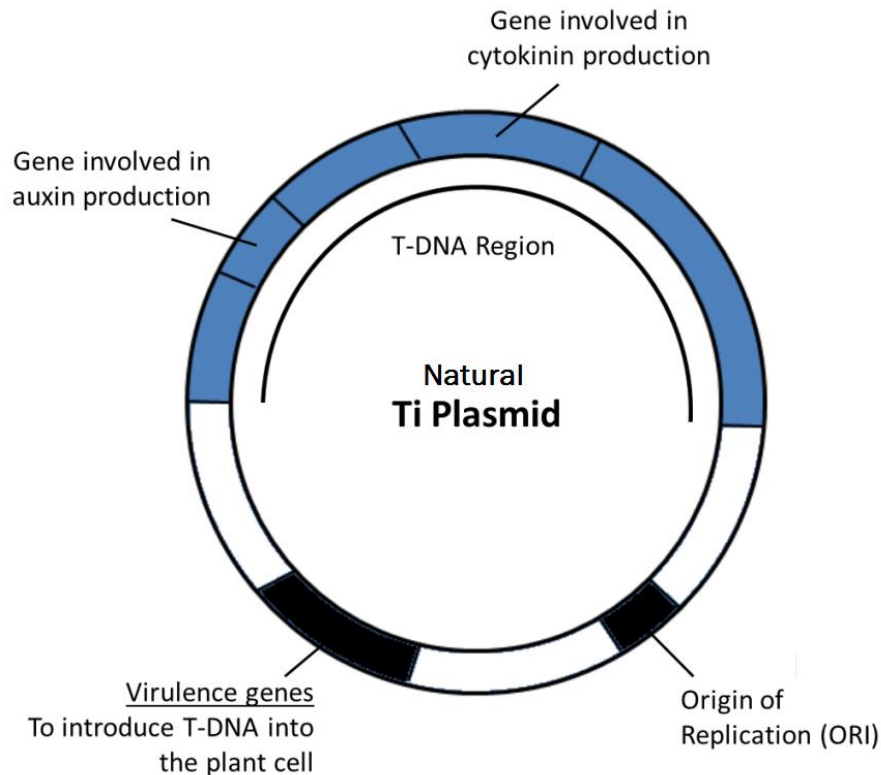 Gene involved in
cytokinin production
Gene involved in
auxin production
T-DNA Region
Natural
Ti Plasmid
Virulence genes
To introduce T-DNA into
the plant cell
Origin of
Replication (ORI)